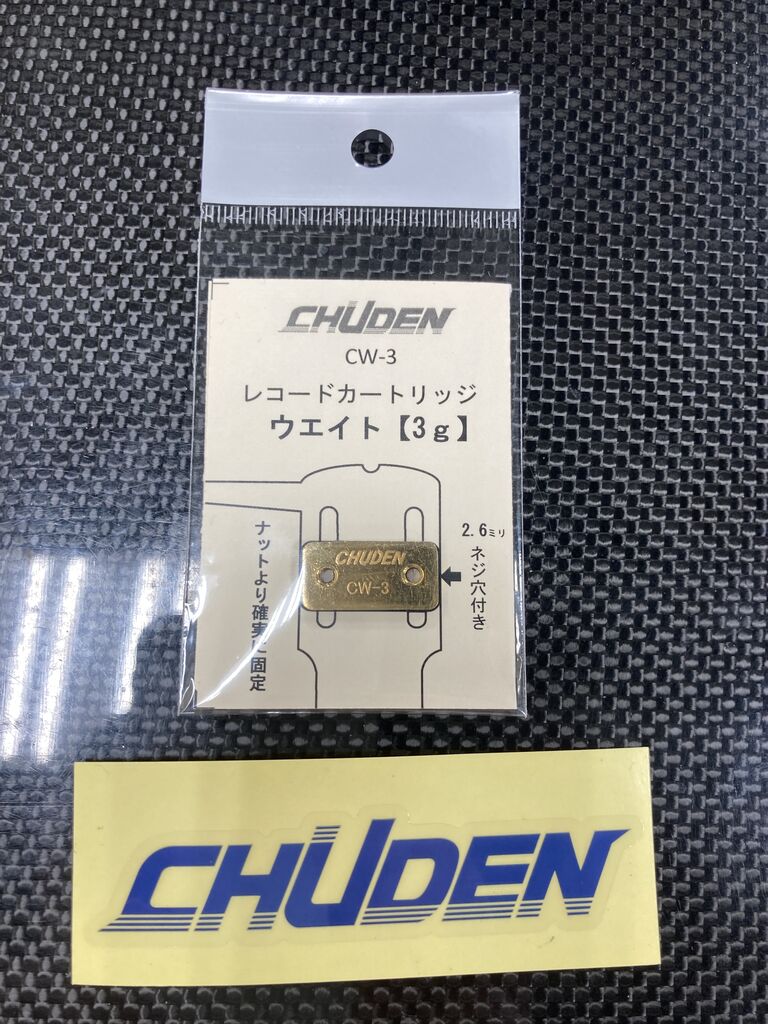 CHUDEN
CW-3
レコードカートリッジ
ウエイト【3g】
ナットより確実に固定
2.6ミリ
ネジ穴付き
CHUDEN
CW-3
CHUDEN